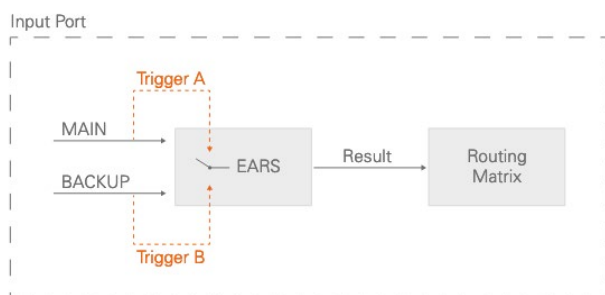 Input Port
Trigger A
MAIN
EARS
Result
Routing
Matrix
BACKUP
Trigger B